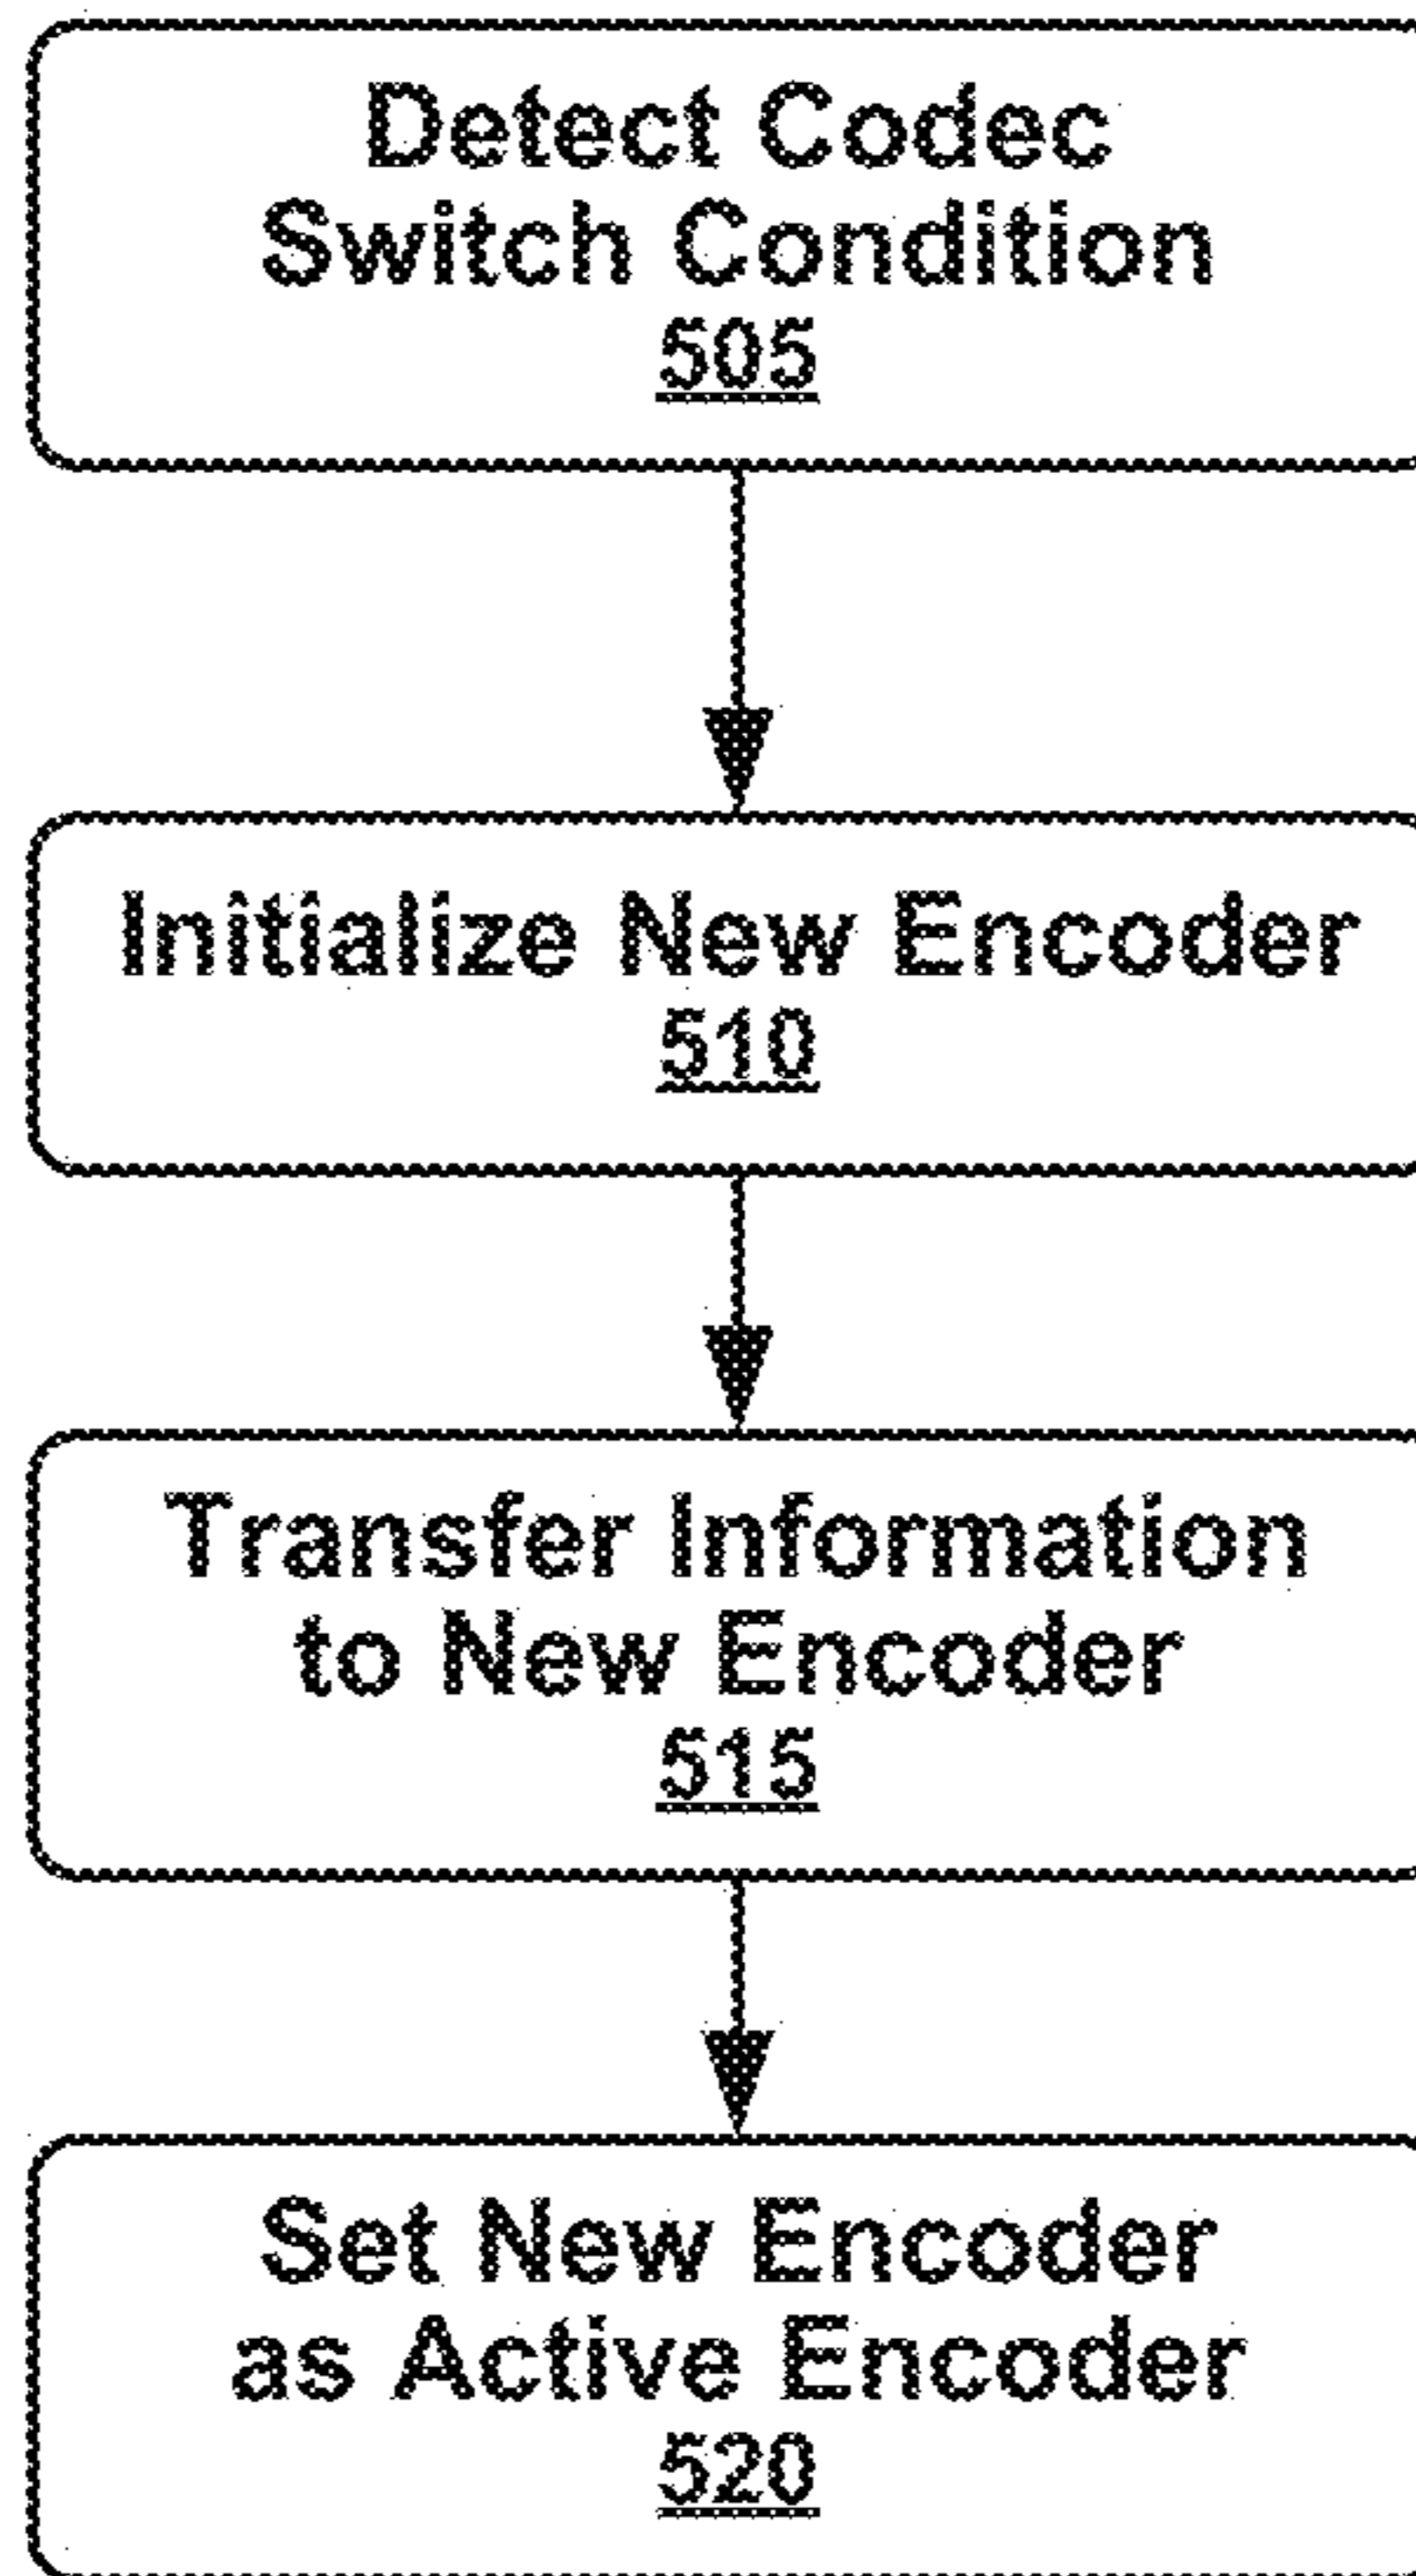 Detect Codec
Switch Condition
505
Initialize New Encoder
510
Transfer Information
to New Encoder
515
Set New Encoder
as Active Encoder
520